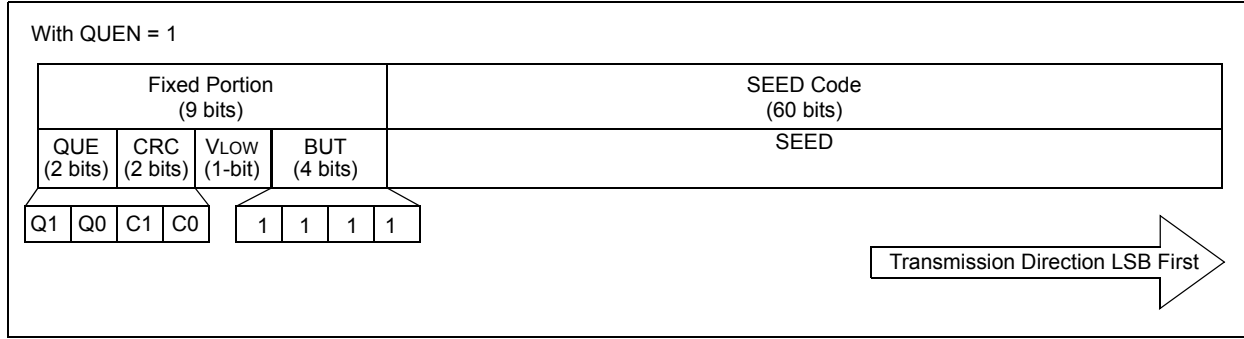 With QUEN = 1
Fixed Portion
(9 bits)
SEED Code
(60 bits)
QUE
(2 bits)
CRC
(2 bits)
VLOW
(1-bit)
BUT
(4 bits)
SEED
Q1 Q0 C1 C0
1 1 1 1
Transmission Direction LSB First